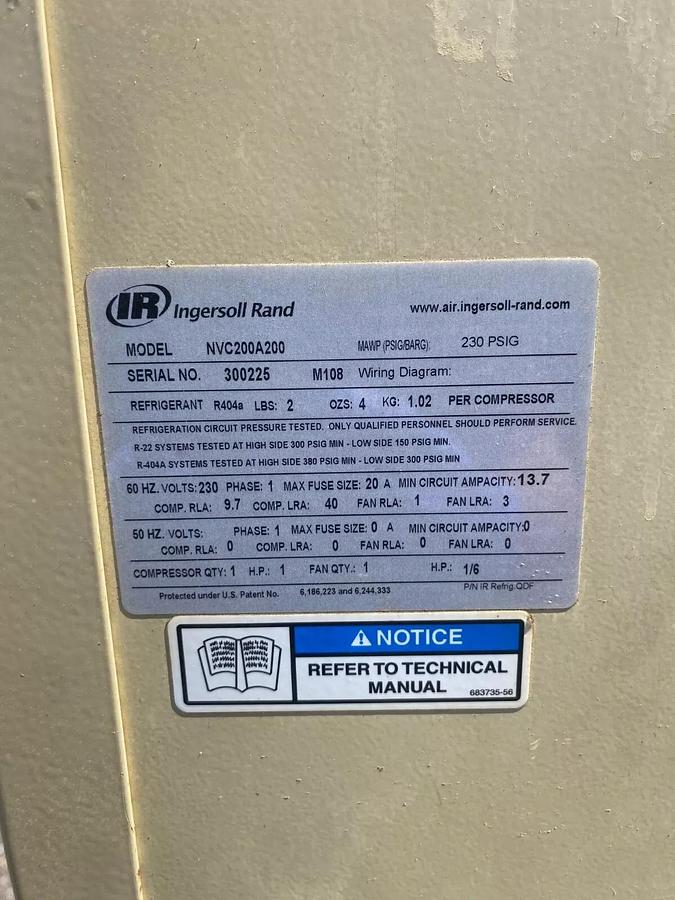 IR Ingersoll Rand www.air.ingersoll-rand.com
MODEL NVC200A200 MAWP (PSIG/BARG): 230 PSIG
SERIAL NO. 300225 M108 Wiring Diagram:
REFRIGERANT R404a LBS: 2 OZS: 4 KG: 1.02 PER COMPRESSOR
REFRIGERATION CIRCUIT PRESSURE TESTED. ONLY QUALIFIED PERSONNEL SHOULD PERFORM SERVICE.
R-22 SYSTEMS TESTED AT HIGH SIDE 300 PSIG MIN - LOW SIDE 150 PSIG MIN.
R-404A SYSTEMS TESTED AT HIGH SIDE 380 PSIG MIN - LOW SIDE 300 PSIG MIN
60 HZ. VOLTS: 230 PHASE: 1 MAX FUSE SIZE: 20 A MIN CIRCUIT AMPACITY: 13.7
COMP. RLA: 9.7 COMP. LRA: 40 FAN RLA: 1 FAN LRA: 3
50 HZ. VOLTS: PHASE: 1 MAX FUSE SIZE: 0 A MIN CIRCUIT AMPACITY:0
COMP. RLA: 0 COMP. LRA: 0 FAN RLA: 0 FAN LRA: 0
COMPRESSOR QTY: 1 H.P.: 1 FAN QTY.: 1 H.P.: 1/6
Protected under U.S. Patent No. 6,186,223 and 6,244,333 P/N IR Refrig.QDF
NOTICE
REFER TO TECHNICAL
MANUAL 683735-56